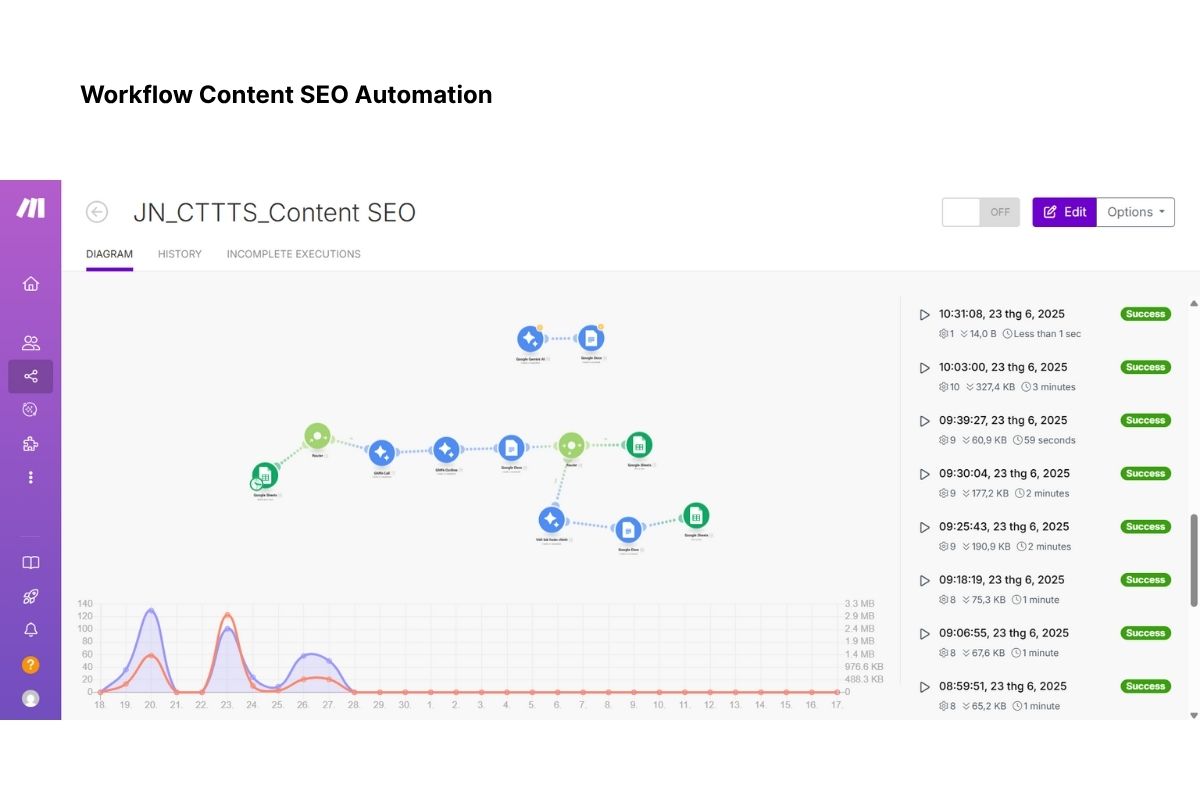 Workflow Content SEO Automation
JN_CTTTS_Content SEO
OFF
Edit
Options
DIAGRAM
HISTORY
INCOMPLETE EXECUTIONS
Google Gemini AI
Google Docs
Router
Google Sheets
Google Docs
Router
Google Sheets
Google Docs
Google Sheets
10:31:08, 23 thg 6, 2025
Success
1 14,0 B Less than 1 sec
10:03:00, 23 thg 6, 2025
Success
10 327,4 KB 3 minutes
09:39:27, 23 thg 6, 2025
Success
9 60,9 KB 59 seconds
09:30:04, 23 thg 6, 2025
Success
9 177,2 KB 2 minutes
09:25:43, 23 thg 6, 2025
Success
9 190,9 KB 2 minutes
09:18:19, 23 thg 6, 2025
Success
8 75,3 KB 1 minute
09:06:55, 23 thg 6, 2025
Success
8 67,6 KB 1 minute
08:59:51, 23 thg 6, 2025
Success
8 65,2 KB 1 minute
140
120
100
80
60
40
20
0
3.3 MB
2.9 MB
2.4 MB
1.9 MB
1.4 MB
976.6 KB
488.3 KB
0
18. 19. 20. 21. 22. 23. 24. 25. 26. 27. 28. 29. 30. 1. 2. 3. 4. 5. 6. 7. 8. 9. 10. 11. 12. 13. 14. 15. 16. 17.
?